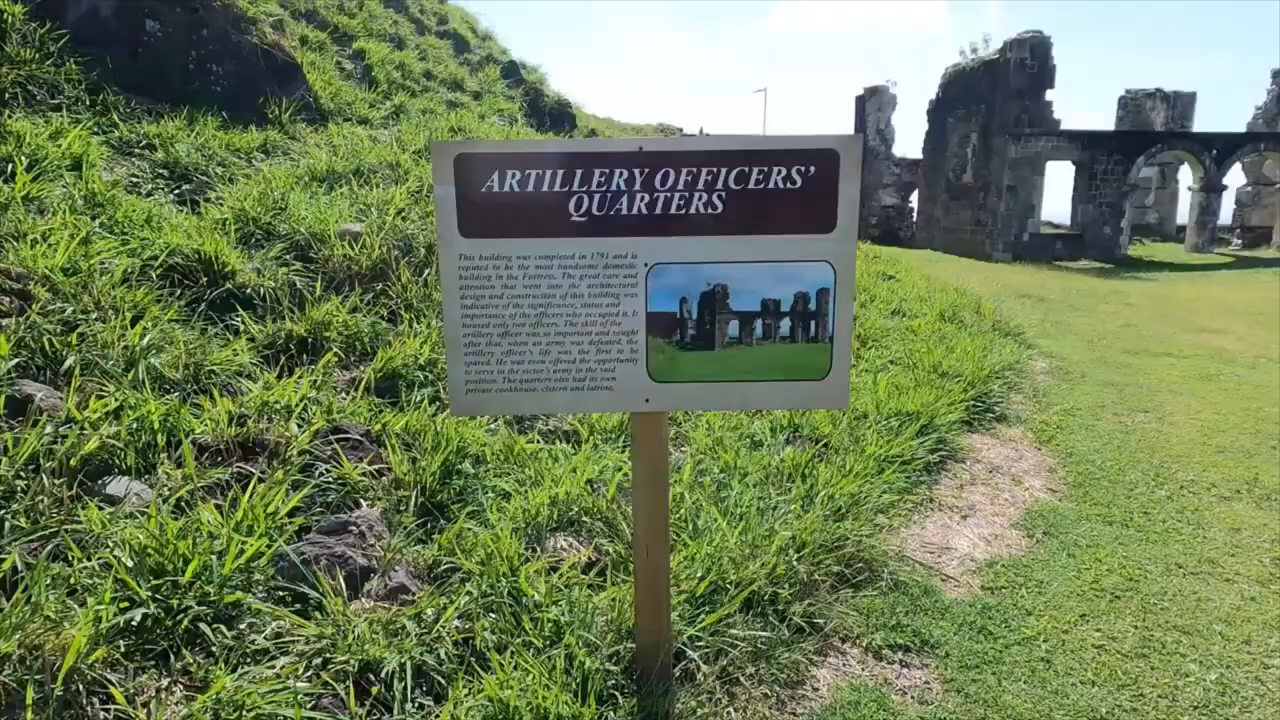 ARTILLERY OFFICERS'
QUARTERS
This building was completed in 1791 and is
reputed to be the most handsome domestic
building in the Fortress. The great care and
attention that went into the architectural
design and construction of this building was
indicative of the significance, status and
importance of the officers who occupied it. It
housed only two officers. The skill of the
artillery officer was so important and sought
after that, when an army was defeated, the
artillery officer's life was the first to be
spared. He was even offered the opportunity
to serve in the victor's army in the said
position. The quarters also had its own
private cookhouse, cistern and latrine.